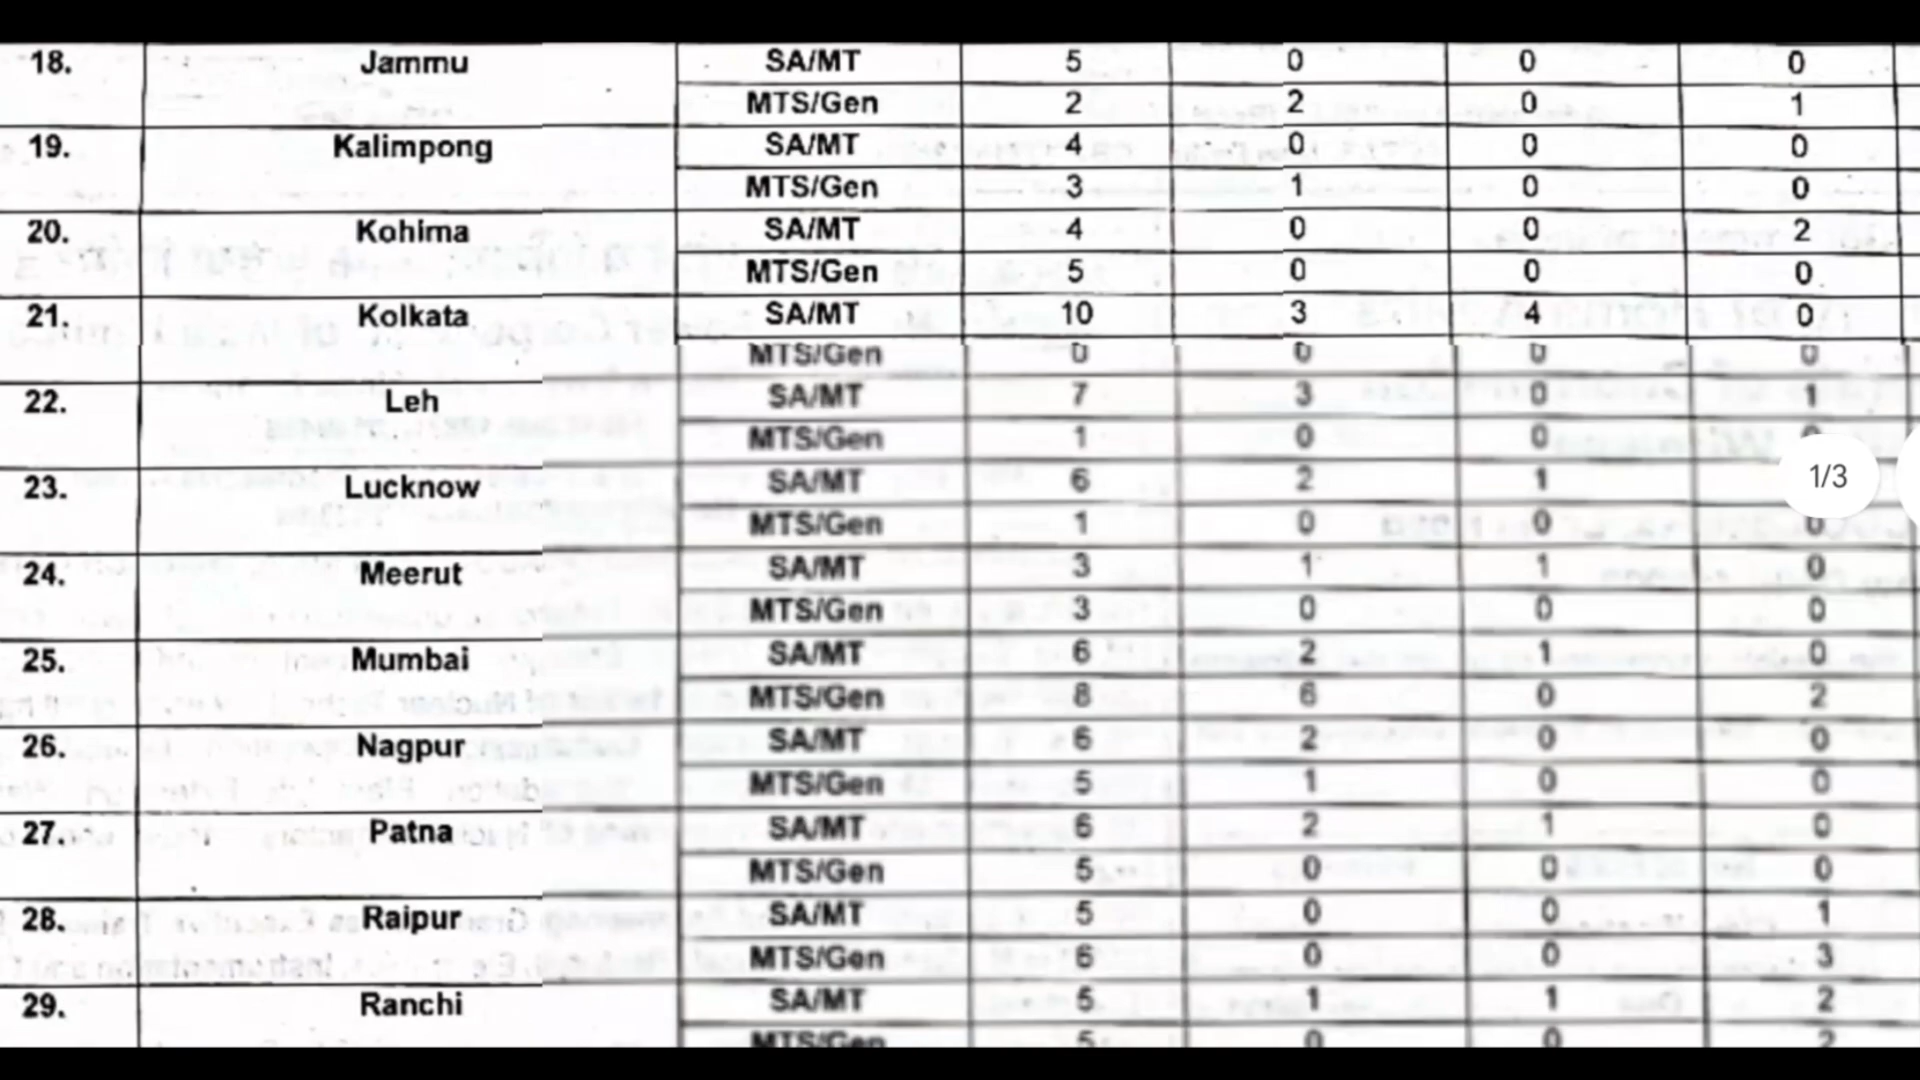 18. Jammu SA/MT 5 0 0 0
MTS/Gen 2 2 0 1
19. Kalimpong SA/MT 4 0 0 0
MTS/Gen 3 1 0 0
20. Kohima SA/MT 4 0 0 2
MTS/Gen 5 0 0 0
21. Kolkata SA/MT 10 3 4 0
MTS/Gen 0 0 0 0
22. Leh SA/MT 7 3 0 1
MTS/Gen 1 0 0
1/3
23. Lucknow SA/MT 6 2 1
MTS/Gen 1 0 0 0
24. Meerut SA/MT 3 1 1 0
MTS/Gen 3 0 0 0
25. Mumbai SA/MT 6 2 1 0
MTS/Gen 8 6 0 2
26. Nagpur SA/MT 6 2 0 0
MTS/Gen 5 1 0 0
27. Patna SA/MT 6 2 1 0
MTS/Gen 5 0 0 0
28. Raipur SA/MT 5 0 0 1
MTS/Gen 6 0 0 3
29. Ranchi SA/MT 5 1 1 2
MTS/Gen 5 0 0 2